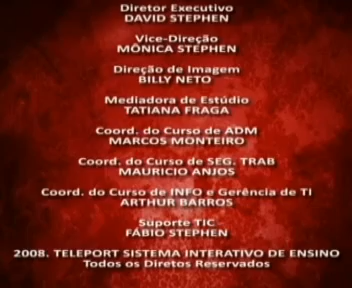 Diretor Executivo
DAVID STEPHEN
Vice-Direção
MÔNICA STEPHEN
Direção de Imagem
BILLY NETO
Mediadora de Estúdio
TATIANA FRAGA
Coord. do Curso de ADM
MARCOS MONTEIRO
Coord. do Curso de SEG. TRAB
MAURICIO ANJOS
Coord. do Curso de INFO e Gerência de TI
ARTHUR BARROS
Suporte TIC
FÁBIO STEPHEN
2008. TELEPORT SISTEMA INTERATIVO DE ENSINO
Todos os Diretos Reservados